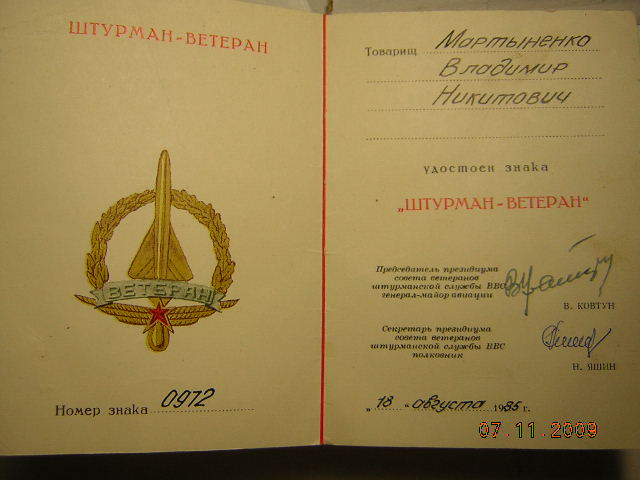 ШТУРМАН-ВЕТЕРАН
ВЕТЕРАН
Номер знака 0972
Товарищ Мартыненко
Владимир
Никитович
удостоен знака
„ШТУРМАН-ВЕТЕРАН“
Председатель президиума
совета ветеранов
штурманской службы ВВС
генерал-майор авиации
В. КОВТУН
Секретарь президиума
совета ветеранов
штурманской службы ВВС
полковник
Н. ЯШИН
„18“ августа 1985 г.
07.11.2009